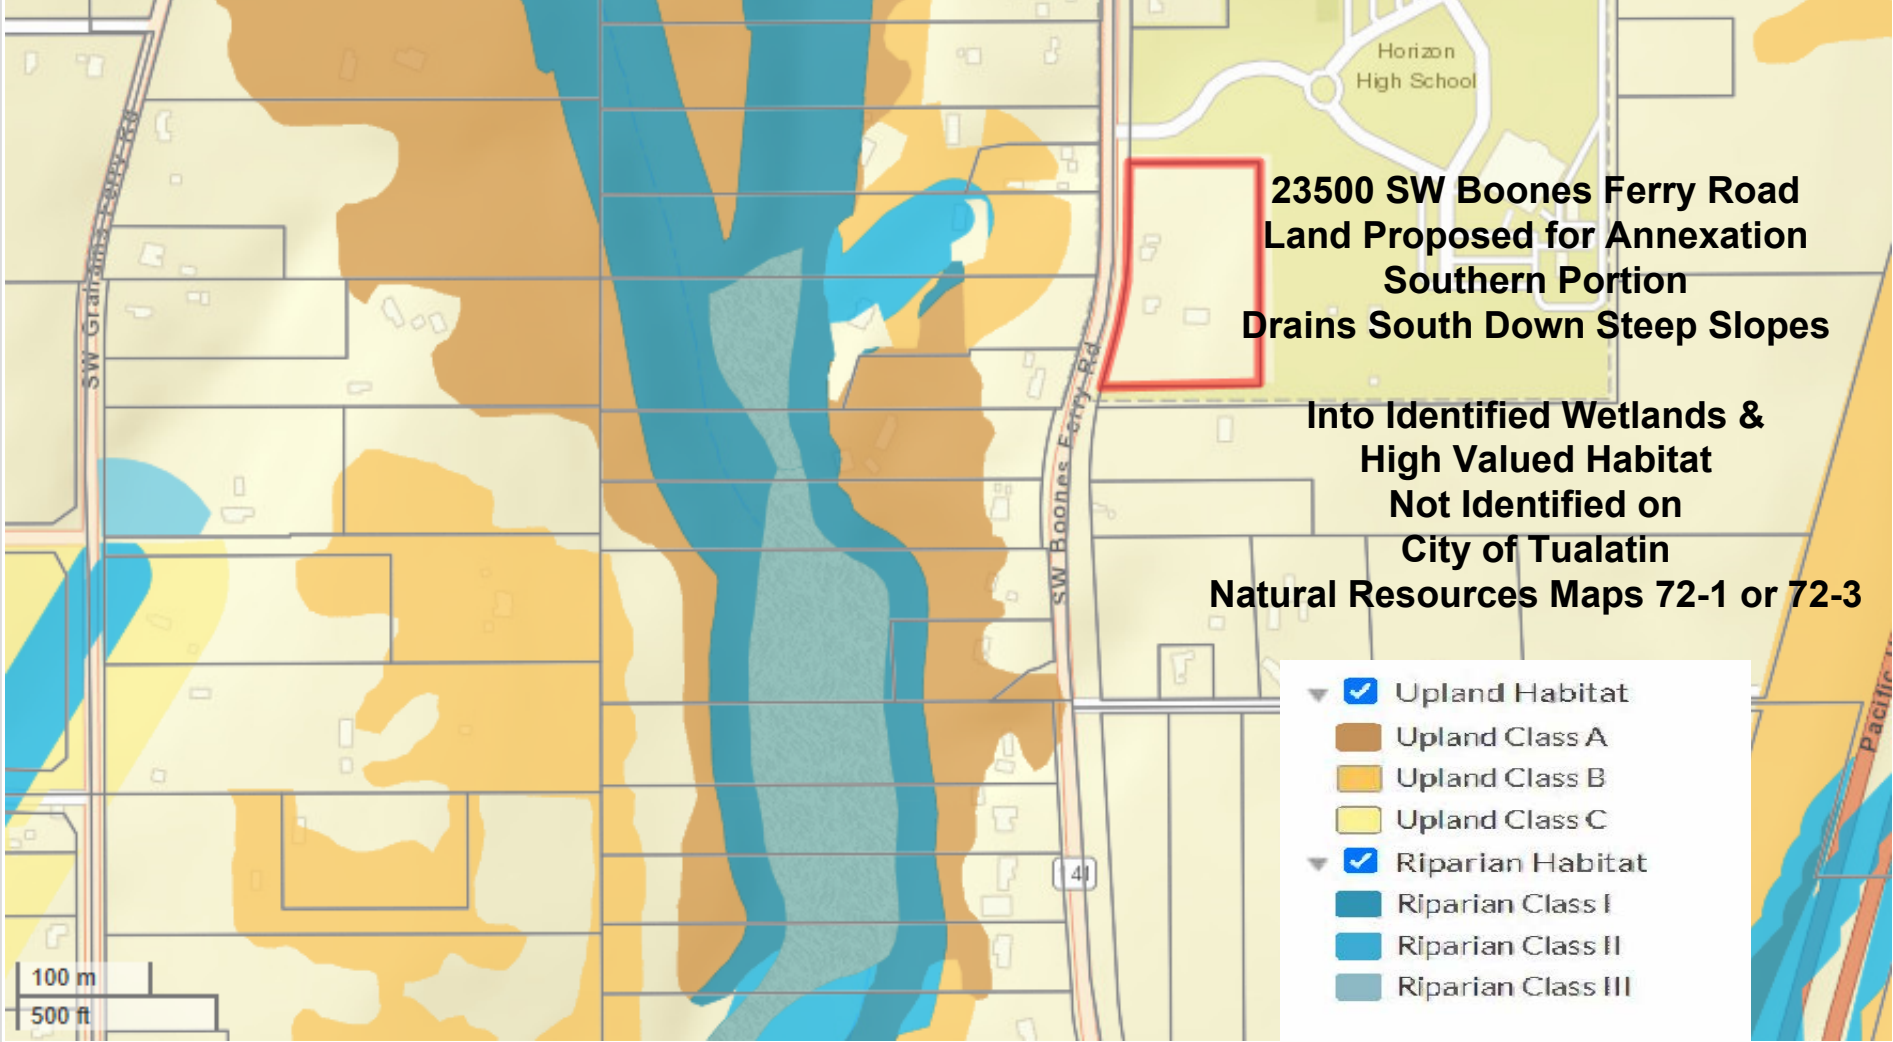 Horizon
High School
SW Grahams Ferry Rd
23500 SW Boones Ferry Road
Land Proposed for Annexation
Southern Portion
Drains South Down Steep Slopes
Into Identified Wetlands &
High Valued Habitat
Not Identified on
City of Tualatin
Natural Resources Maps 72-1 or 72-3
SW Boones Ferry Rd
Upland Habitat
Upland Class A
Upland Class B
Upland Class C
Riparian Habitat
Riparian Class I
Riparian Class II
Riparian Class III
Pacific
141
100 m
500 ft